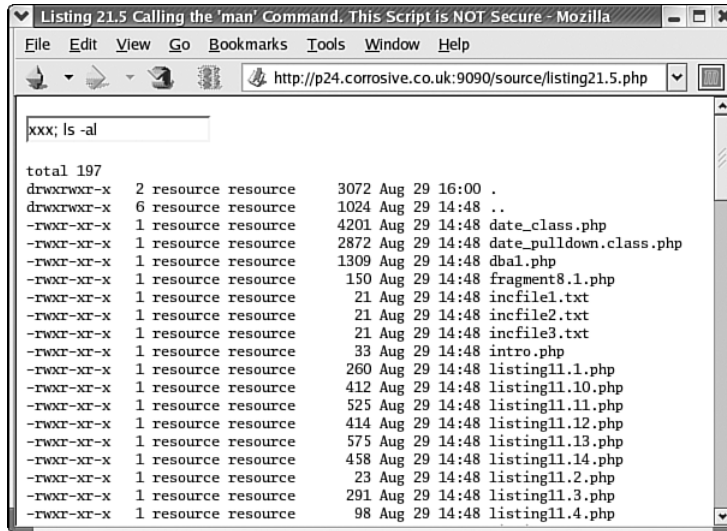 Listing 21.5 Calling the 'man' Command. This Script is NOT Secure - Mozilla
File Edit View Go Bookmarks Tools Window Help
http://p24.corrosive.co.uk:9090/source/listing21.5.php
xxx; ls -al
total 197
drwxrwxr-x 2 resource resource 3072 Aug 29 16:00 .
drwxrwxr-x 6 resource resource 1024 Aug 29 14:48 ..
-rwxr-xr-x 1 resource resource 4201 Aug 29 14:48 date_class.php
-rwxr-xr-x 1 resource resource 2872 Aug 29 14:48 date_pulldown.class.php
-rwxr-xr-x 1 resource resource 1309 Aug 29 14:48 dba1.php
-rwxr-xr-x 1 resource resource 150 Aug 29 14:48 fragment8.1.php
-rwxr-xr-x 1 resource resource 21 Aug 29 14:48 incfile1.txt
-rwxr-xr-x 1 resource resource 21 Aug 29 14:48 incfile2.txt
-rwxr-xr-x 1 resource resource 21 Aug 29 14:48 incfile3.txt
-rwxr-xr-x 1 resource resource 33 Aug 29 14:48 intro.php
-rwxr-xr-x 1 resource resource 260 Aug 29 14:48 listing11.1.php
-rwxr-xr-x 1 resource resource 412 Aug 29 14:48 listing11.10.php
-rwxr-xr-x 1 resource resource 525 Aug 29 14:48 listing11.11.php
-rwxr-xr-x 1 resource resource 414 Aug 29 14:48 listing11.12.php
-rwxr-xr-x 1 resource resource 575 Aug 29 14:48 listing11.13.php
-rwxr-xr-x 1 resource resource 458 Aug 29 14:48 listing11.14.php
-rwxr-xr-x 1 resource resource 23 Aug 29 14:48 listing11.2.php
-rwxr-xr-x 1 resource resource 291 Aug 29 14:48 listing11.3.php
-rwxr-xr-x 1 resource resource 98 Aug 29 14:48 listing11.4.php